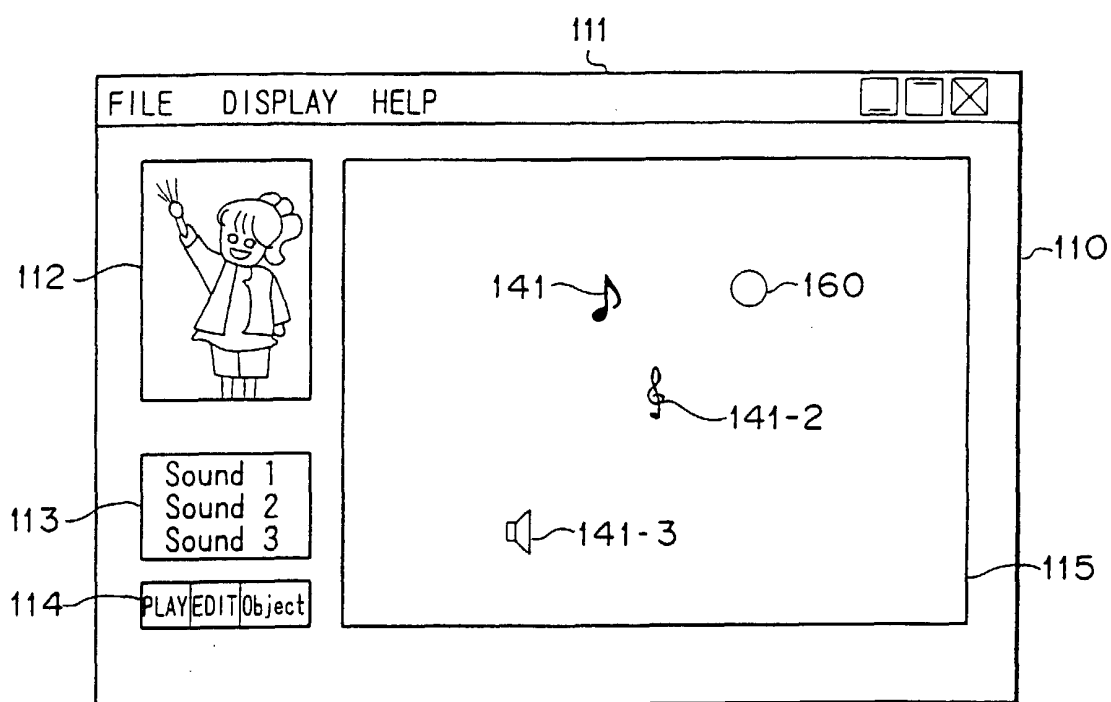 111
FILE DISPLAY HELP
110
112
141
160
141-2
Sound 1
Sound 2
Sound 3
113
141-3
115
114
PLAY EDIT Object